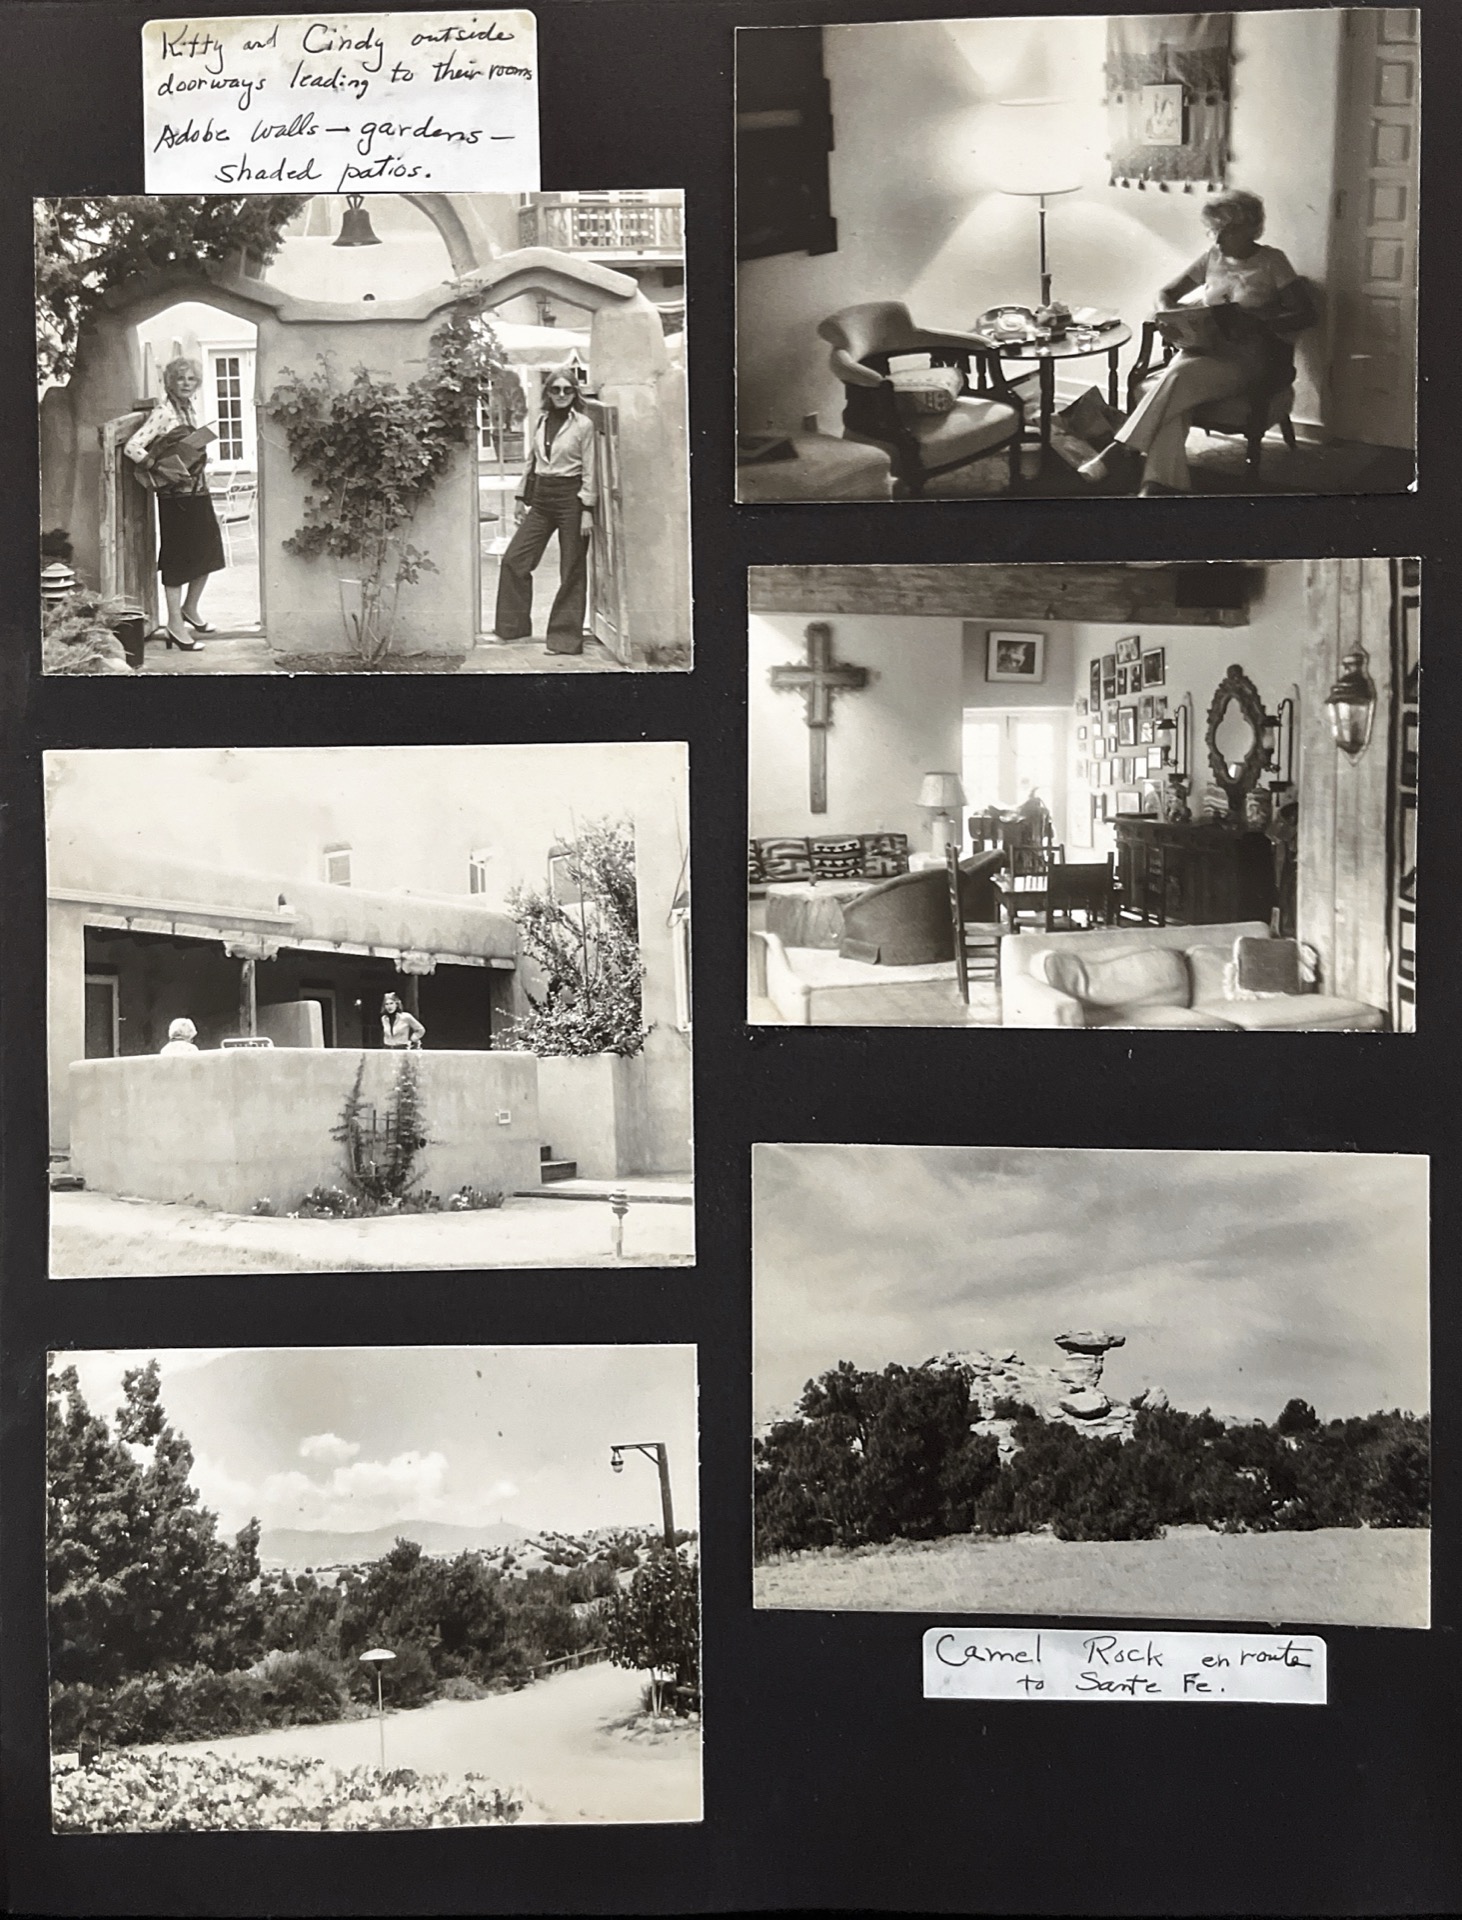 Kitty and Cindy outside
doorways leading to their rooms
Adobe walls — gardens —
shaded patios.
Camel Rock en route
to Sante Fe.